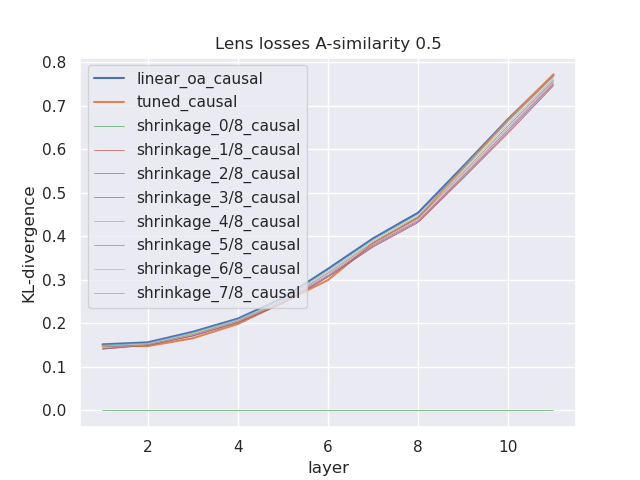 Lens losses A-similarity 0.5
KL-divergence
0.8
0.7
0.6
0.5
0.4
0.3
0.2
0.1
0.0
linear_oa_causal
tuned_causal
shrinkage_0/8_causal
shrinkage_1/8_causal
shrinkage_2/8_causal
shrinkage_3/8_causal
shrinkage_4/8_causal
shrinkage_5/8_causal
shrinkage_6/8_causal
shrinkage_7/8_causal
2 4 6 8 10
layer